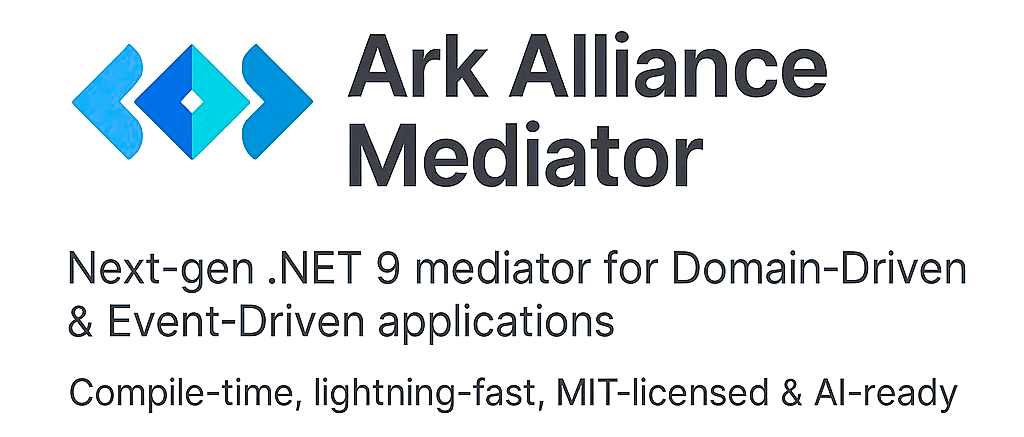 Ark Alliance
Mediator
Next-gen .NET 9 mediator for Domain-Driven
& Event-Driven applications
Compile-time, lightning-fast, MIT-licensed & AI-ready